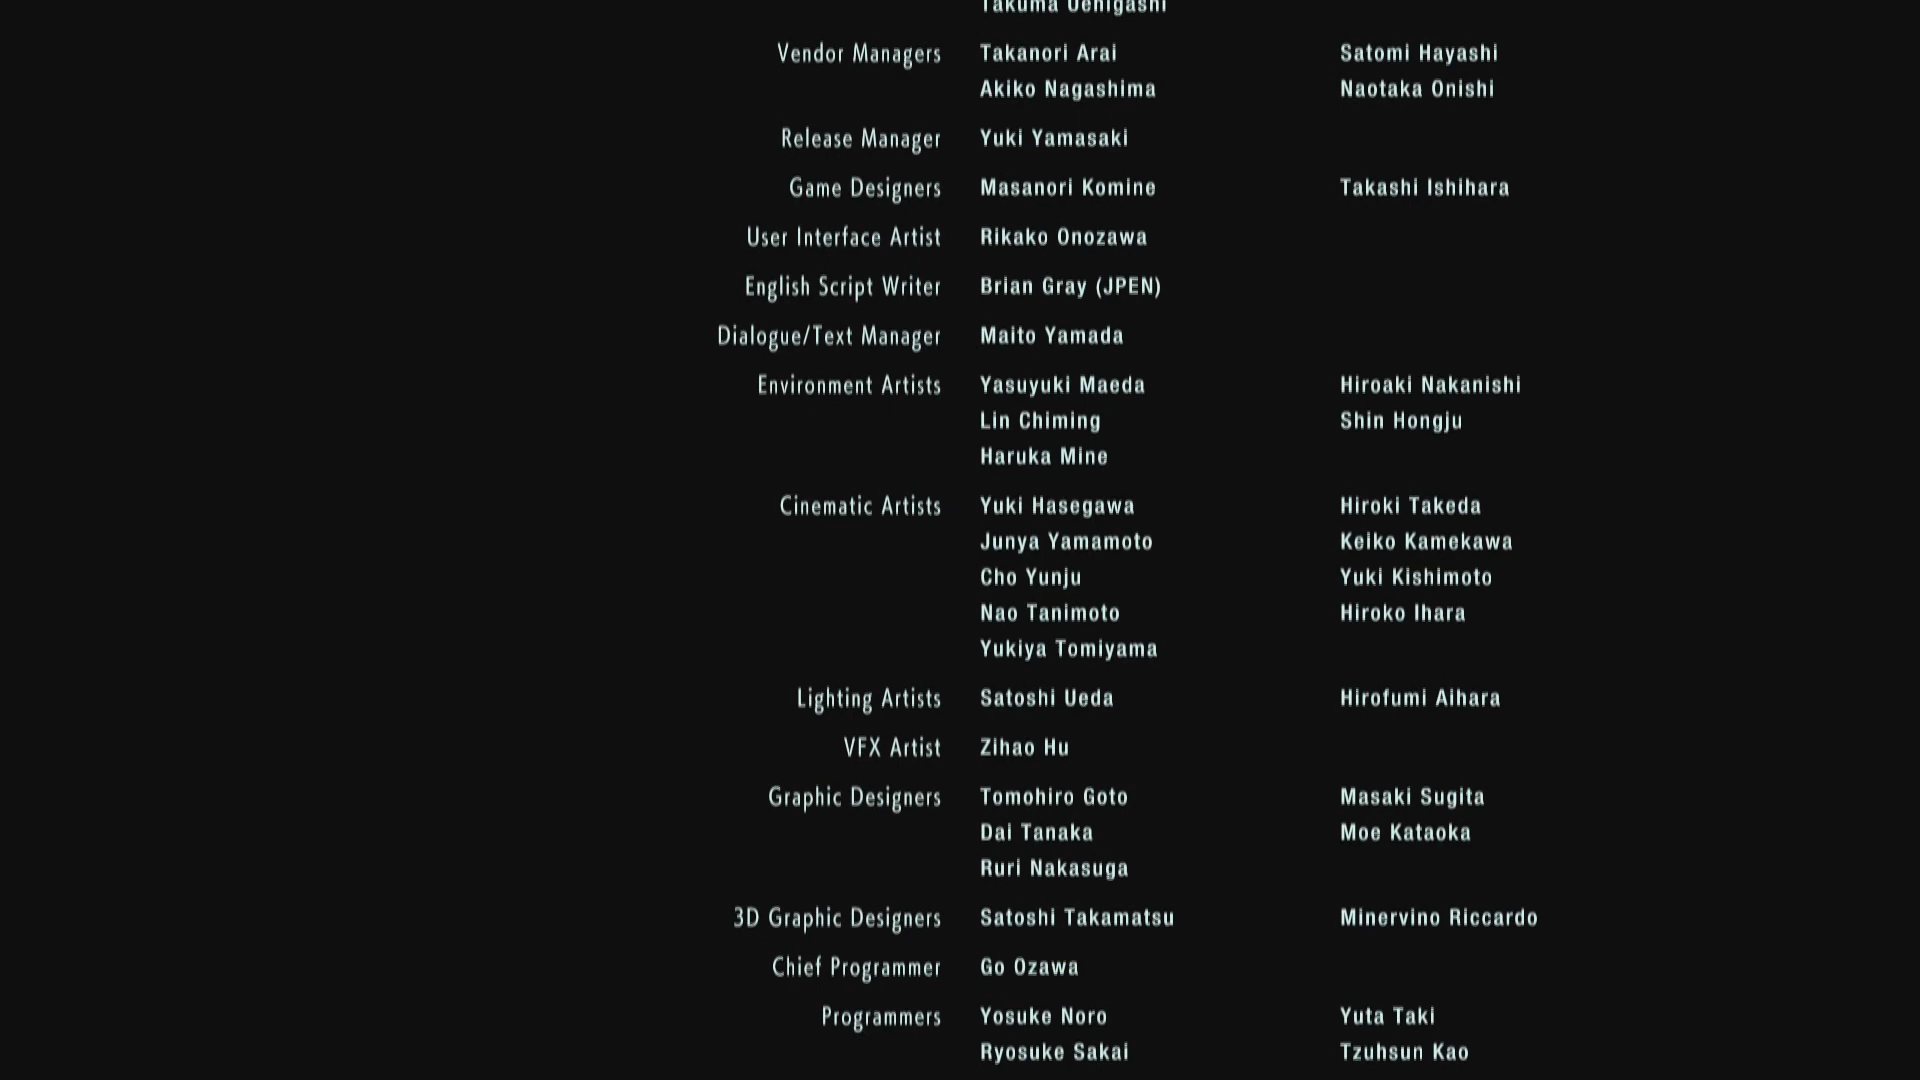 Takuma Uehigashi
Vendor Managers Takanori Arai Satomi Hayashi
Akiko Nagashima Naotaka Onishi
Release Manager Yuki Yamasaki
Game Designers Masanori Komine Takashi Ishihara
User Interface Artist Rikako Onozawa
English Script Writer Brian Gray (JPEN)
Dialogue/Text Manager Maito Yamada
Environment Artists Yasuyuki Maeda Hiroaki Nakanishi
Lin Chiming Shin Hongju
Haruka Mine
Cinematic Artists Yuki Hasegawa Hiroki Takeda
Junya Yamamoto Keiko Kamekawa
Cho Yunju Yuki Kishimoto
Nao Tanimoto Hiroko Ihara
Yukiya Tomiyama
Lighting Artists Satoshi Ueda Hirofumi Aihara
VFX Artist Zihao Hu
Graphic Designers Tomohiro Goto Masaki Sugita
Dai Tanaka Moe Kataoka
Ruri Nakasuga
3D Graphic Designers Satoshi Takamatsu Minervino Riccardo
Chief Programmer Go Ozawa
Programmers Yosuke Noro Yuta Taki
Ryosuke Sakai Tzuhsun Kao